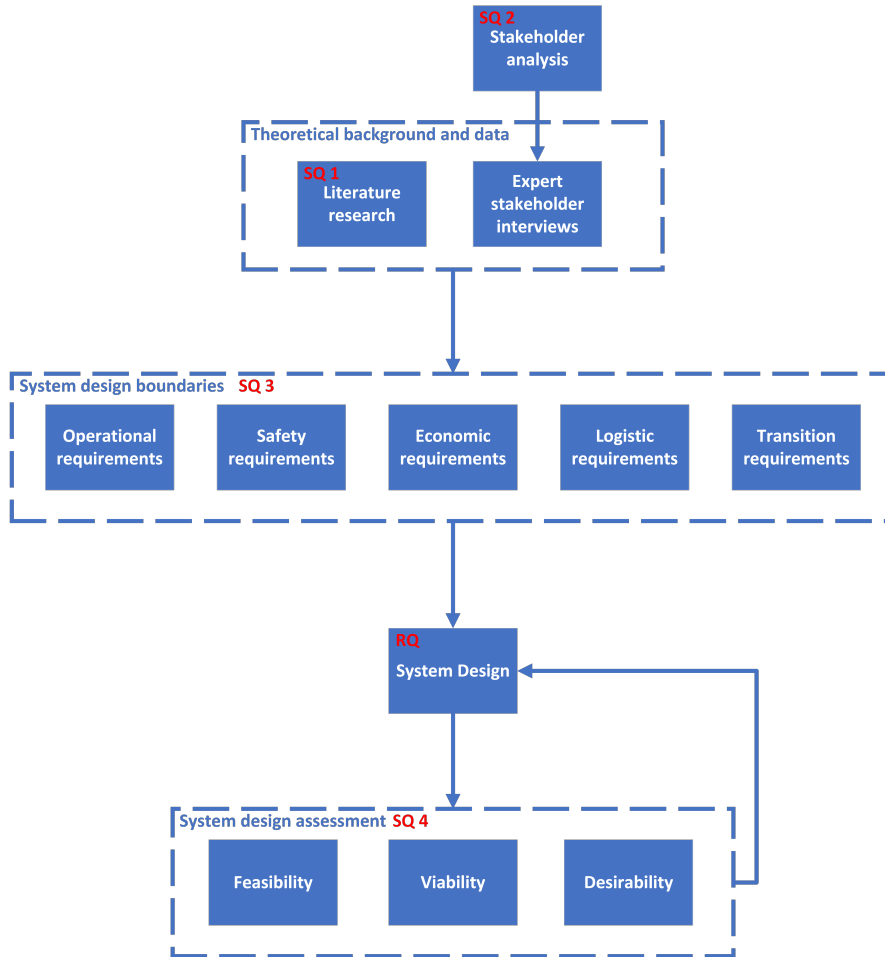 SQ 2
Stakeholder
analysis
Theoretical background and data
SQ 1
Literature
research
Expert
stakeholder
interviews
System design boundaries SQ 3
Operational
requirements
Safety
requirements
Economic
requirements
Logistic
requirements
Transition
requirements
RQ
System Design
System design assessment SQ 4
Feasibility
Viability
Desirability